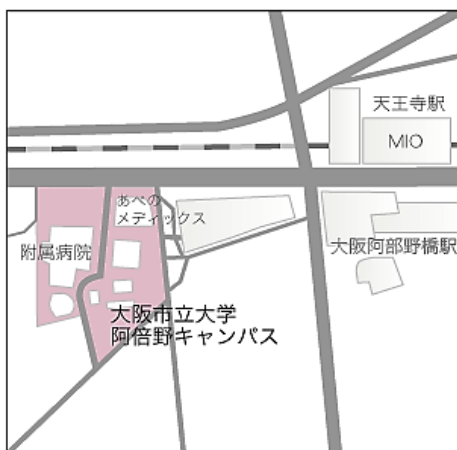 天王寺駅
MIO
あべの
メディックス
附属病院
大阪阿部野橋駅
大阪市立大学
阿倍野キャンパス